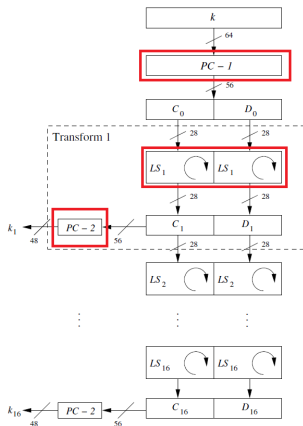 k
64
PC – 1
56
C0 D0
Transform 1
28 28
LS1 LS1
28 28
k1 48 PC – 2 56 C1 D1
28 28
LS2 LS2
LS16 LS16
k16 48 PC – 2 56 C16 D16